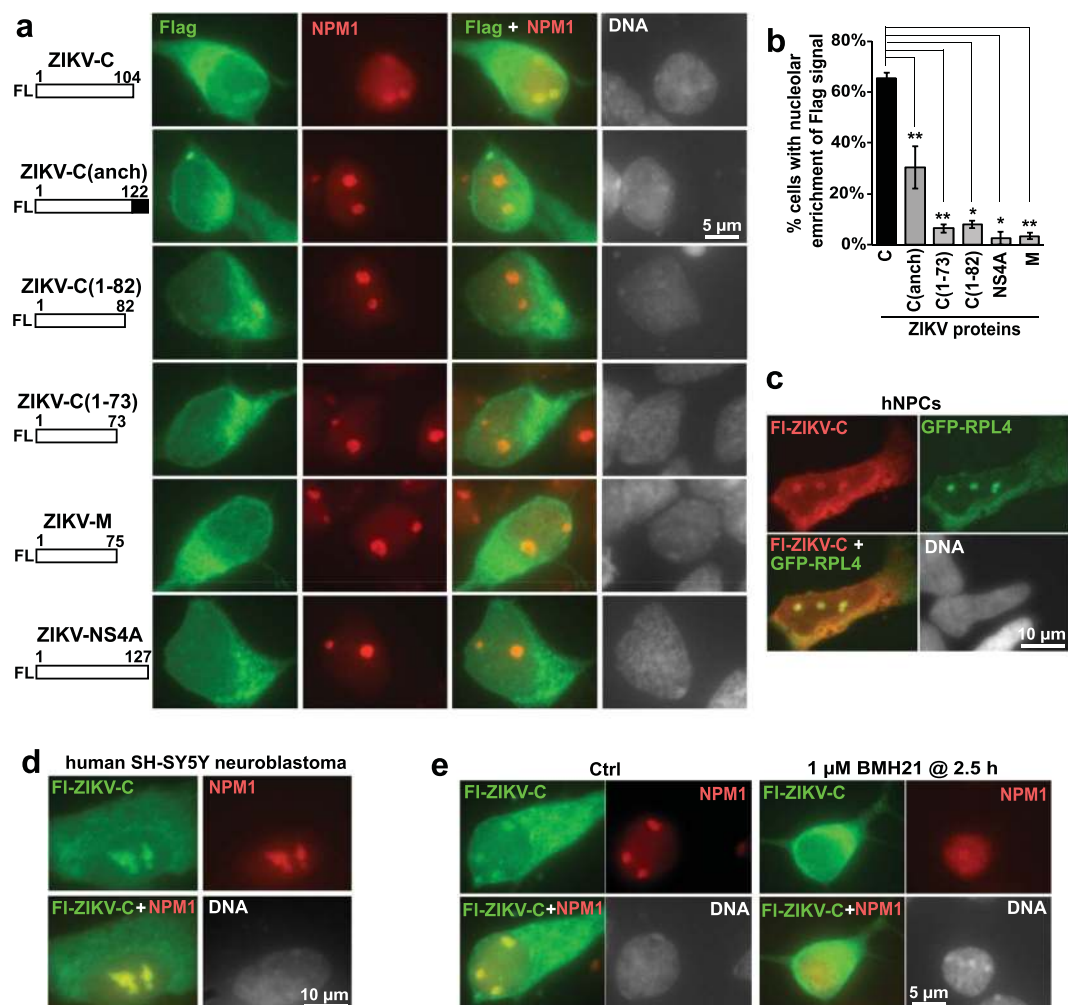 a
Flag
NPM1
Flag + NPM1
DNA
ZIKV-C
1 104
FL
ZIKV-C(anch)
1 122
FL
5 µm
ZIKV-C(1-82)
1 82
FL
ZIKV-C(1-73)
1 73
FL
ZIKV-M
1 75
FL
ZIKV-NS4A
1 127
FL
b
% cells with nucleolar
emrichment of Flag signal
80%
60%
40%
20%
0%
**
**
*
*
**
C
C(anch)
C(1-73)
C(1-82)
NS4A
M
ZIKV proteins
c
hNPCs
Fl-ZIKV-C
GFP-RPL4
Fl-ZIKV-C +
GFP-RPL4
DNA
10 µm
d
human SH-SY5Y neuroblastoma
Fl-ZIKV-C
NPM1
Fl-ZIKV-C+NPM1
DNA
10 µm
e
Ctrl
1 µM BMH21 @ 2.5 h
Fl-ZIKV-C
NPM1
Fl-ZIKV-C
NPM1
Fl-ZIKV-C+NPM1
DNA
Fl-ZIKV-C+NPM1
DNA
5 µm